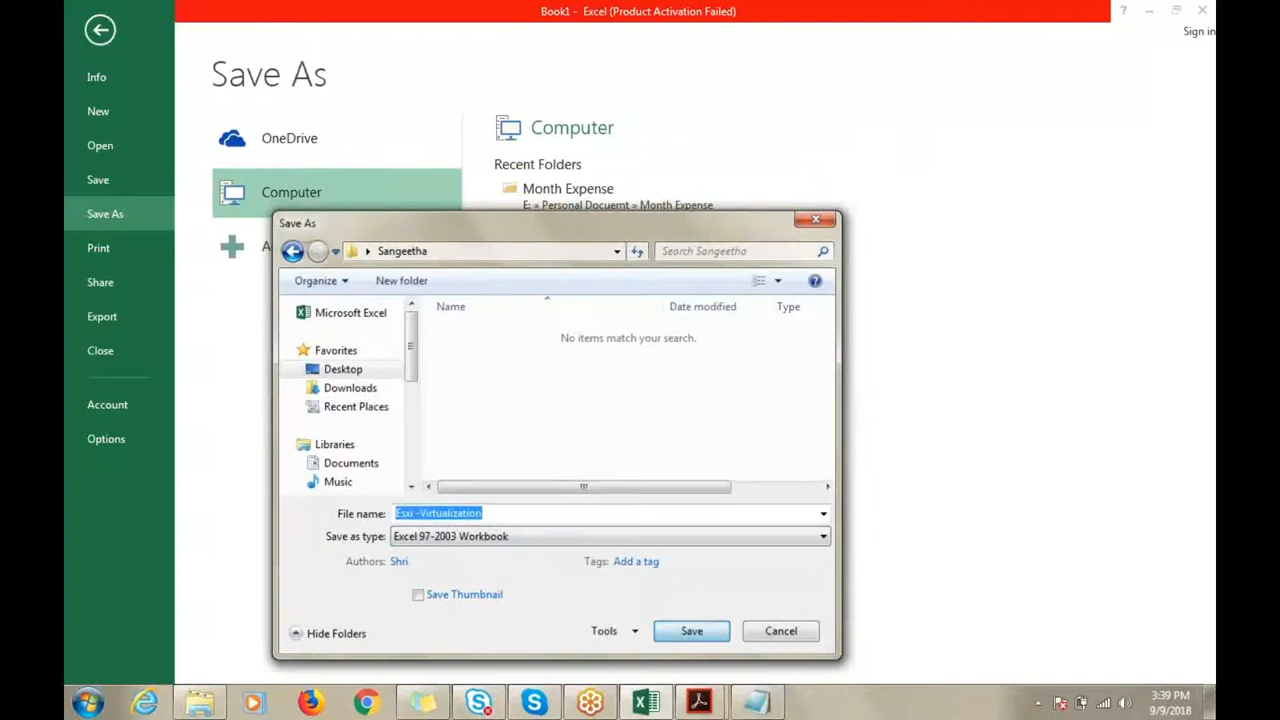 Book1 - Excel (Product Activation Failed)
Sign in
Info
New
Open
Save
Save As
Print
Share
Export
Close
Account
Options
Save As
OneDrive
Computer
A
Computer
Recent Folders
Month Expense
E: » Personal Docuemt » Month Expense
Save As
Sangeetha
Search Sangeetha
Organize
New folder
Microsoft Excel
Favorites
Desktop
Downloads
Recent Places
Libraries
Documents
Music
Name
Date modified
Type
No items match your search.
File name: Esxi -Virtualization
Save as type: Excel 97-2003 Workbook
Authors: Shri
Tags: Add a tag
Save Thumbnail
Hide Folders
Tools
Save
Cancel
3:39 PM
9/9/2018